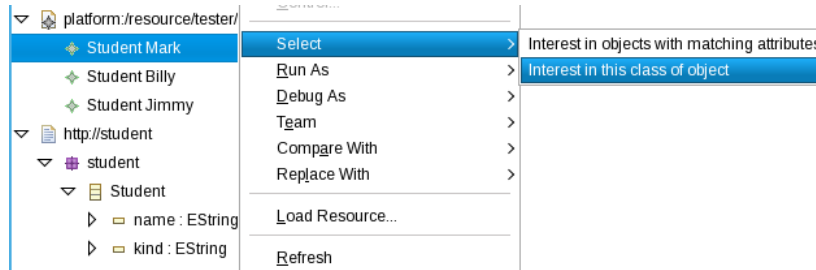 platform:/resource/tester/
Student Mark
Student Billy
Student Jimmy
http://student
student
Student
name : EString
kind : EString
Control...
Select
Run As
Debug As
Team
Compare With
Replace With
Load Resource...
Refresh
Interest in objects with matching attributes
Interest in this class of object